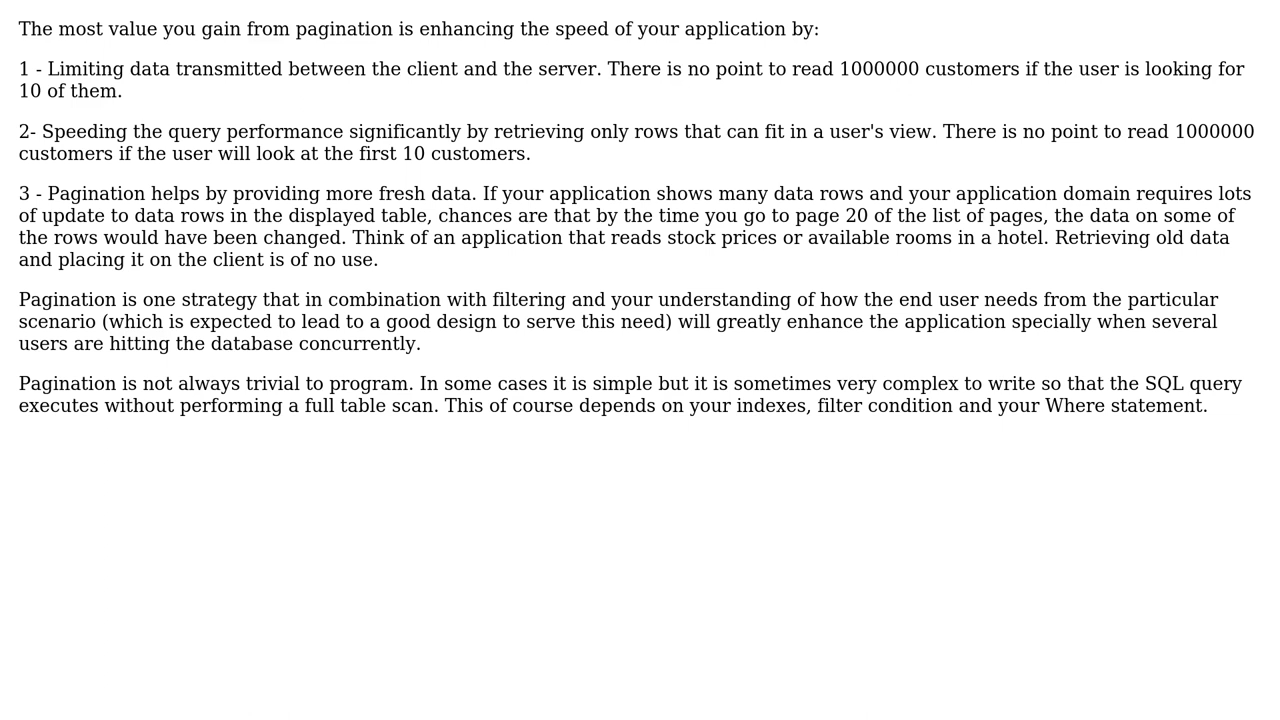 The most value you gain from pagination is enhancing the speed of your application by:
1 - Limiting data transmitted between the client and the server. There is no point to read 1000000 customers if the user is looking for
10 of them.
2- Speeding the query performance significantly by retrieving only rows that can fit in a user's view. There is no point to read 1000000
customers if the user will look at the first 10 customers.
3 - Pagination helps by providing more fresh data. If your application shows many data rows and your application domain requires lots
of update to data rows in the displayed table, chances are that by the time you go to page 20 of the list of pages, the data on some of
the rows would have been changed. Think of an application that reads stock prices or available rooms in a hotel. Retrieving old data
and placing it on the client is of no use.
Pagination is one strategy that in combination with filtering and your understanding of how the end user needs from the particular
scenario (which is expected to lead to a good design to serve this need) will greatly enhance the application specially when several
users are hitting the database concurrently.
Pagination is not always trivial to program. In some cases it is simple but it is sometimes very complex to write so that the SQL query
executes without performing a full table scan. This of course depends on your indexes, filter condition and your Where statement.